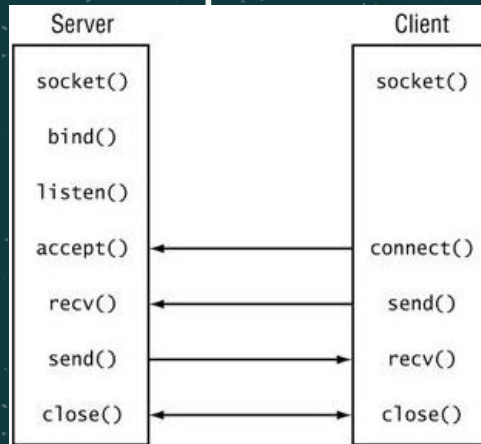 Server
Client
socket()
socket()
bind()
listen()
accept()
connect()
recv()
send()
send()
recv()
close()
close()